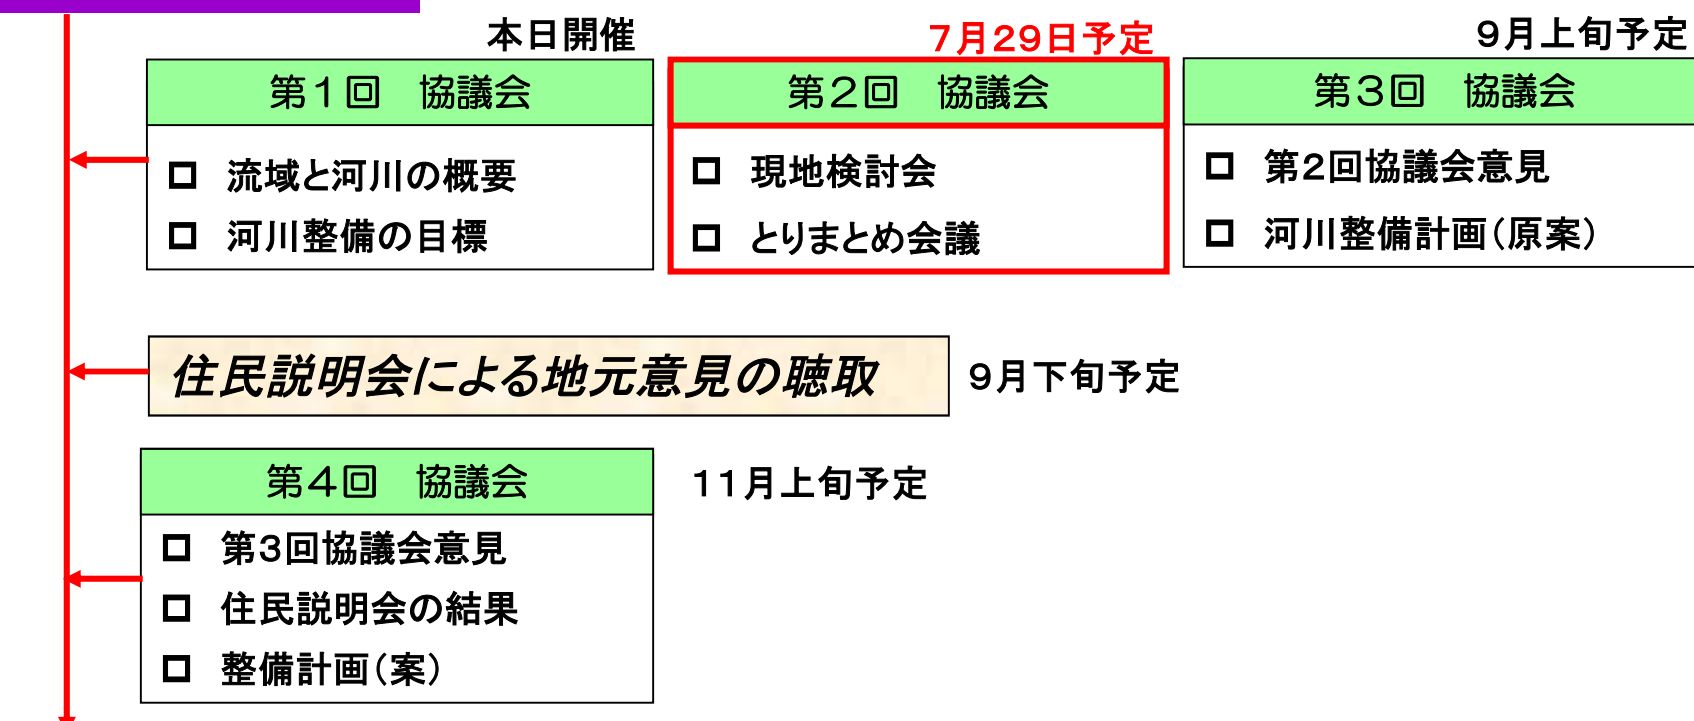 本日開催
第１回　協議会
□ 流域と河川の概要
□ 河川整備の目標
７月２９日予定
第２回　協議会
□ 現地検討会
□ とりまとめ会議
９月上旬予定
第３回　協議会
□ 第２回協議会意見
□ 河川整備計画（原案）
住民説明会による地元意見の聴取
９月下旬予定
第４回　協議会
１１月上旬予定
□ 第３回協議会意見
□ 住民説明会の結果
□ 整備計画（案）